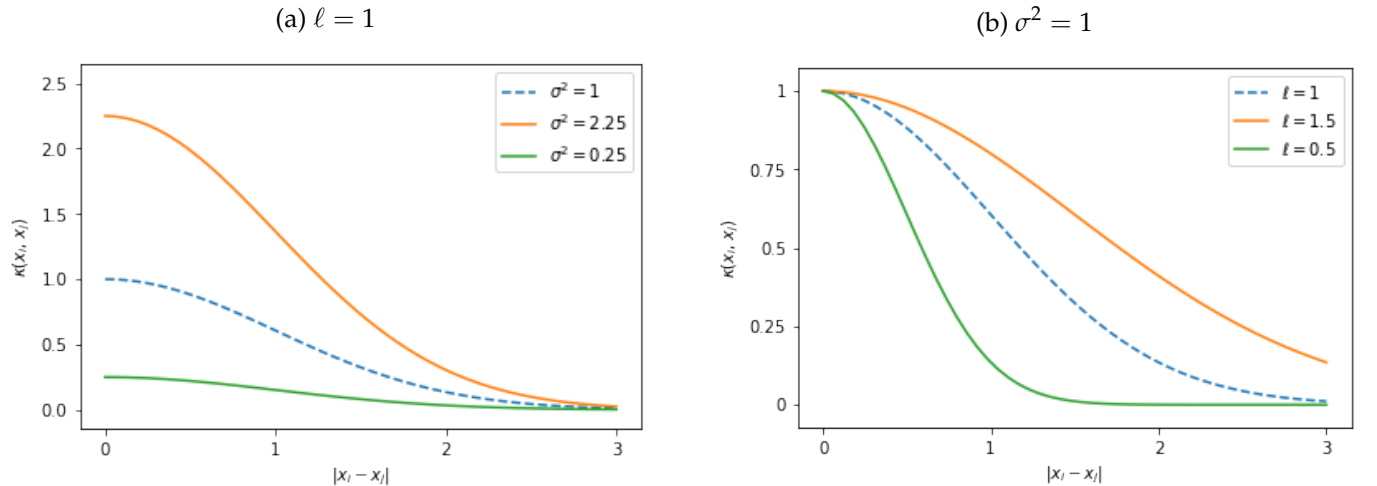 (a) ℓ = 1
2.5
2.0
1.5
1.0
0.5
0.0
κ(xᵢ, xⱼ)
0
1
2
3
|xᵢ − xⱼ|
σ² = 1
σ² = 2.25
σ² = 0.25
(b) σ² = 1
1
0.75
0.5
0.25
0
κ(xᵢ, xⱼ)
0
1
2
3
|xᵢ − xⱼ|
ℓ = 1
ℓ = 1.5
ℓ = 0.5